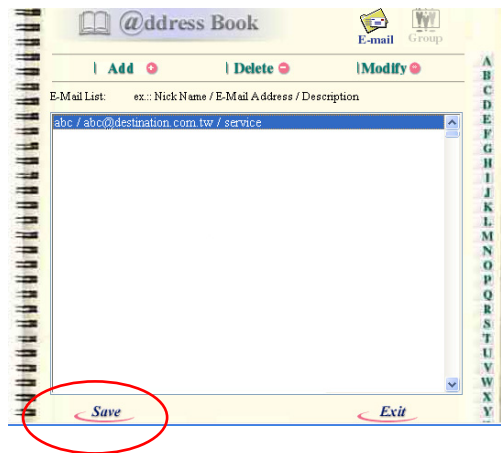 @ddress Book
E-mail Group
Add Delete Modify
E-Mail List: ex.:: Nick Name / E-Mail Address / Description
abc / abc@destination.com.tw / service
Save Exit
A
B
C
D
E
F
G
H
I
J
K
L
M
N
O
P
Q
R
S
T
U
V
W
X
Y